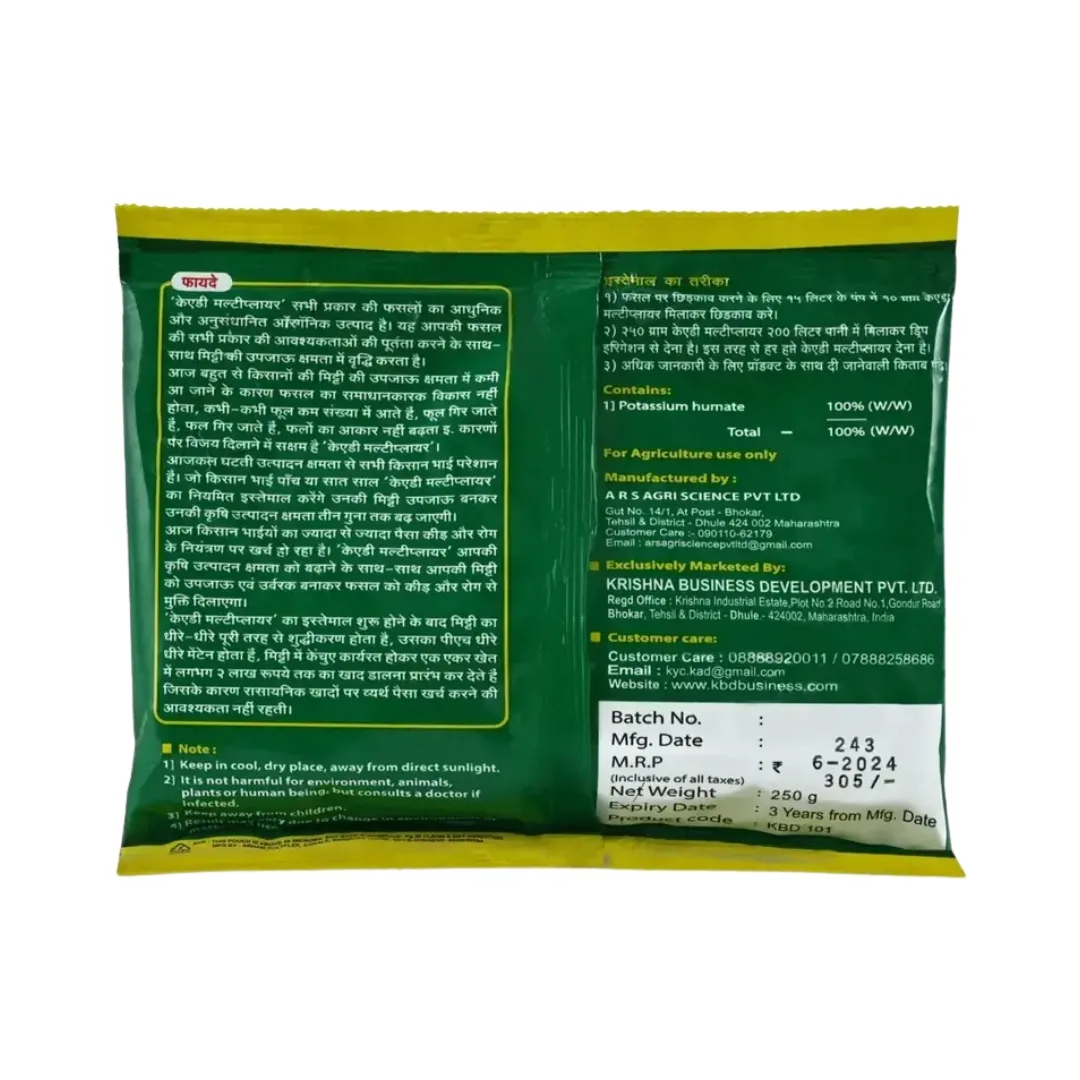 फायदे
'केएडी मल्टीप्लायर' सभी प्रकार की फसलों का आधुनिक
और अनुसंधानित ऑरगॅनिक उत्पाद है। यह आपकी फसल
की सभी प्रकार की आवश्यकताओं की पूर्तता करने के साथ-
साथ मिट्टी की उपजाऊ क्षमता में वृद्धि करता है।
आज बहुत से किसानों की मिट्टी की उपजाऊ क्षमता में कमी
आ जाने के कारण फसल का समाधानकारक विकास नहीं
होता, कभी-कभी फूल कम संख्या में आते है, फूल गिर जाते
है, फल गिर जाते है, फलों का आकार नहीं बढ़ता इ. कारणों
पर विजय दिलाने में सक्षम है 'केएडी मल्टीप्लायर'।
आजकल घटती उत्पादन क्षमता से सभी किसान भाई परेशान
है। जो किसान भाई पाँच या सात साल 'केएडी मल्टीप्लायर'
का नियमित इस्तेमाल करेंगे उनकी मिट्टी उपजाऊ बनकर
उनकी कृषि उत्पादन क्षमता तीन गुना तक बढ़ जाएगी।
आज किसान भाईयों का ज्यादा से ज्यादा पैसा कीड़ और रोग
के नियंत्रण पर खर्च हो रहा है। 'केएडी मल्टीप्लायर' आपकी
कृषि उत्पादन क्षमता को बढ़ाने के साथ-साथ आपकी मिट्टी
को उपजाऊ एवं उर्वरक बनाकर फसल को कीड़ और रोग से
मुक्ति दिलाएगा।
'केएडी मल्टीप्लायर' का इस्तेमाल शुरू होने के बाद मिट्टी का
धीरे-धीरे पूरी तरह से शुद्धीकरण होता है, उसका पीएच धीरे
धीरे मेंटेन होता है, मिट्टी में केंचुए कार्यरत होकर एक एकर खेत
में लगभग २ लाख रूपये तक का खाद डालना प्रारंभ कर देते है
जिसके कारण रासायनिक खादों पर व्यर्थ पैसा खर्च करने की
आवश्यकता नहीं रहती।
Note :
1] Keep in cool, dry place, away from direct sunlight.
2] It is not harmful for environment, animals,
plants or human being, but consults a doctor if
infected.
3] Keep away from children.
4] Result may vary due to change in environment
इस्तेमाल का तरीका
१) फसल पर छिड़काव करने के लिए १५ लिटर के पंप में ५० ग्राम केएडी
मल्टीप्लायर मिलाकर छिडकाव करे।
२) २५० ग्राम केएडी मल्टीप्लायर २०० लिटर पानी में मिलाकर ड्रिप
इरिगेशन से देना है। इस तरह से हर हप्ते केएडी मल्टीप्लायर देना है।
३) अधिक जानकारी के लिए प्रॉडक्ट के साथ दी जानेवाली किताब पढ़े।
Contains:
1] Potassium humate 100% (W/W)
Total - 100% (W/W)
For Agriculture use only
Manufactured by :
A R S AGRI SCIENCE PVT LTD
Gut No. 14/1, At Post - Bhokar,
Tehsil & District - Dhule 424 002 Maharashtra
Customer Care :- 090110-62179
Email : arsagrisciencepvtltd@gmail.com
Exclusively Marketed By:
KRISHNA BUSINESS DEVELOPMENT PVT. LTD.
Regd Office : Krishna Industrial Estate,Plot No.2 Road No.1,Gondur Road
Bhokar, Tehsil & District - Dhule.- 424002, Maharashtra, India
Customer care:
Customer Care : 08888920011 / 07888258686
Email : kyc.kad@gmail.com
Website : www.kbdbusiness.com
Batch No. :
Mfg. Date : 243
M.R.P : ₹ 6-2024
(Inclusive of all taxes) 305/-
Net Weight : 250 g
Expiry Date : 3 Years from Mfg. Date
Product code : KBD 101